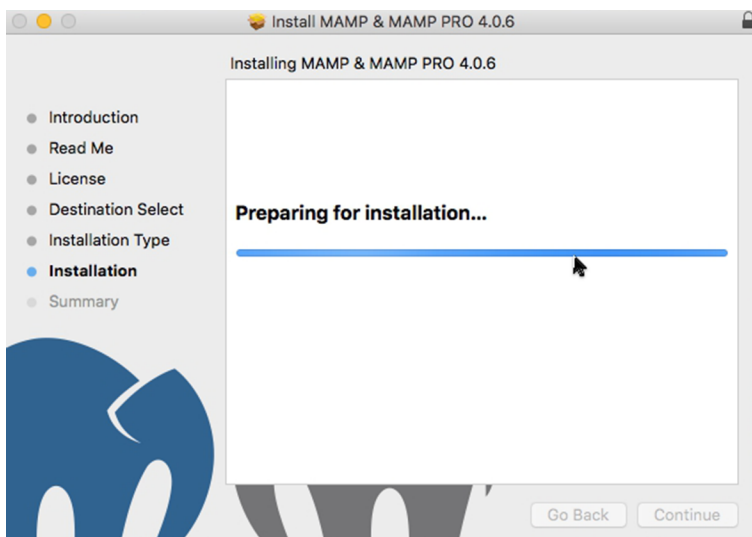 Install MAMP & MAMP PRO 4.0.6
Installing MAMP & MAMP PRO 4.0.6
Introduction
Read Me
License
Destination Select
Installation Type
Installation
Summary
Preparing for installation...
Go Back
Continue